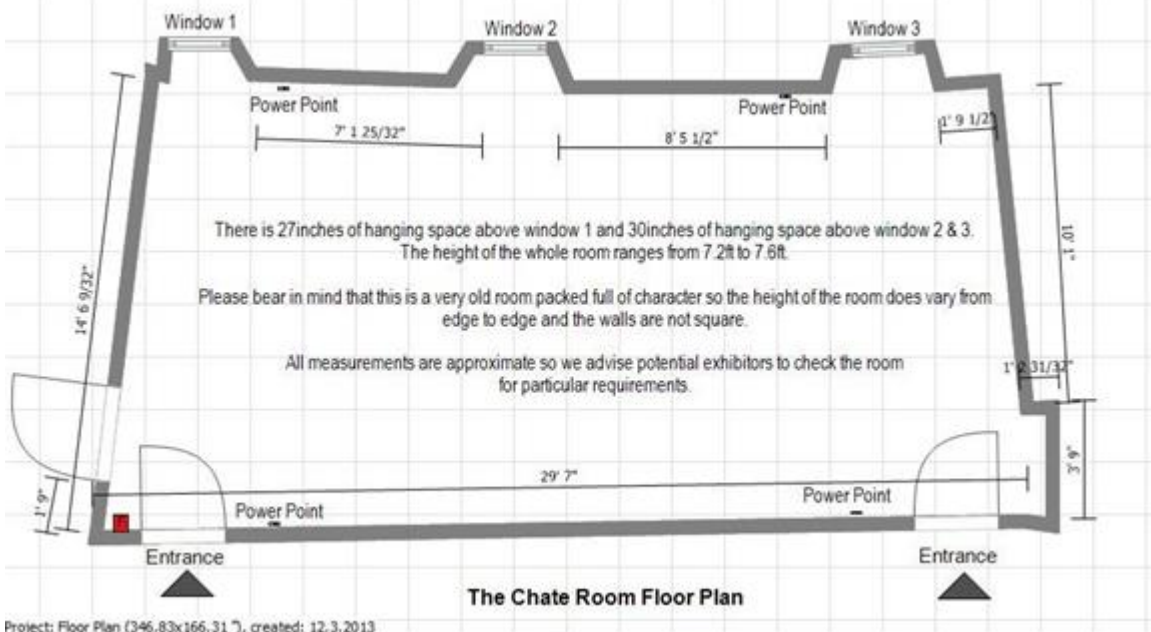 Window 1
Window 2
Window 3
Power Point
Power Point
7' 1 25/32"
8' 5 1/2"
1' 9 1/2"
There is 27inches of hanging space above window 1 and 30inches of hanging space above window 2 & 3.
The height of the whole room ranges from 7.2ft to 7.6ft.
10' 1"
14' 6 9/32"
Please bear in mind that this is a very old room packed full of character so the height of the room does vary from
edge to edge and the walls are not square.
All measurements are approximate so we advise potential exhibitors to check the room
for particular requirements.
1' 2 31/32"
3' 9"
29' 7"
1' 9"
Power Point
Power Point
Entrance
Entrance
The Chate Room Floor Plan
Project: Floor Plan (346.83x166.31 "), created: 12.3.2013